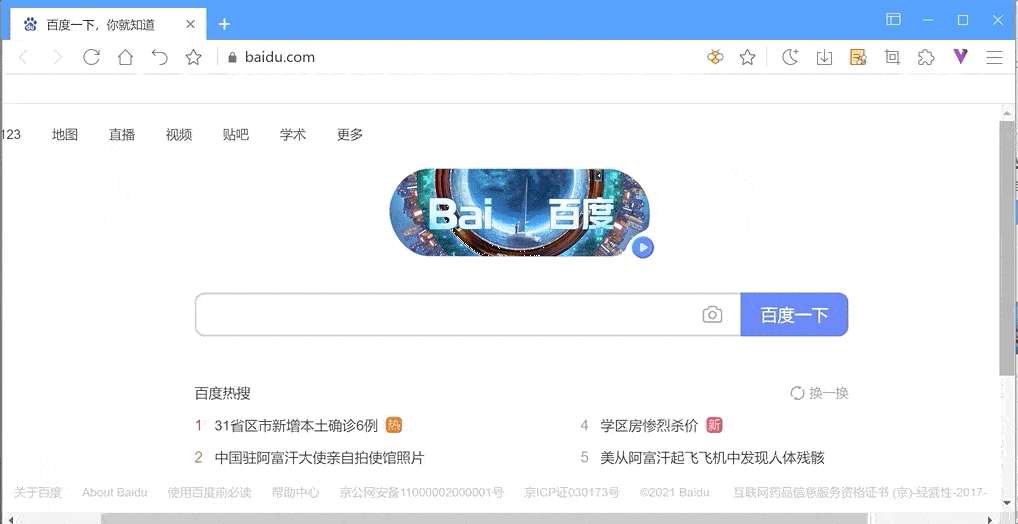 百度一下，你就知道
baidu.com
123 地图 直播 视频 贴吧 学术 更多
Bai 百度
百度一下
百度热搜 换一换
1 31省区市新增本土确诊6例 热 4 学区房惨烈杀价 新
2 中国驻阿富汗大使亲自拍使馆照片 5 美从阿富汗起飞飞机中发现人体残骸
关于百度 About Baidu 使用百度前必读 帮助中心 京公网安备11000002000001号 京ICP证030173号 ©2021 Baidu 互联网药品信息服务资格证书 (京)-经营性-2017-